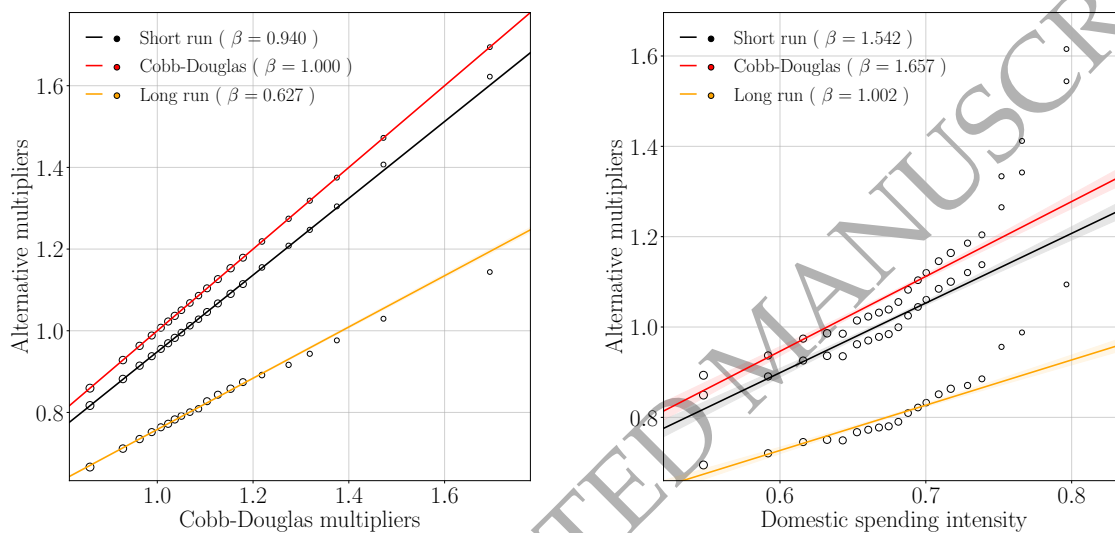 Short run ( β = 0.940 )
Cobb-Douglas ( β = 1.000 )
Long run ( β = 0.627 )
Alternative multipliers
1.6
1.4
1.2
1.0
0.8
1.0 1.2 1.4 1.6
Cobb-Douglas multipliers
Short run ( β = 1.542 )
Cobb-Douglas ( β = 1.657 )
Long run ( β = 1.002 )
Alternative multipliers
1.6
1.4
1.2
1.0
0.8
0.6 0.7 0.8
Domestic spending intensity
TED MANUSCR